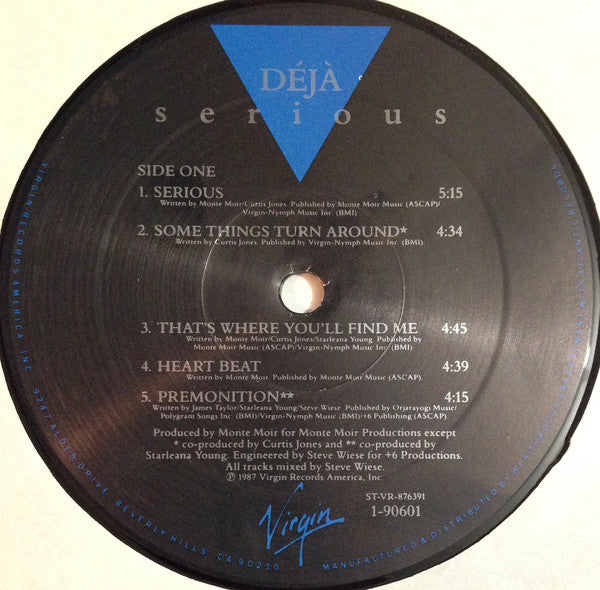 DÉJÀ
serious
SIDE ONE
1. SERIOUS 5:15
Written by Monte Moir/Curtis Jones. Published by Monte Moir Music (ASCAP)/
Virgin-Nymph Music Inc. (BMI)
2. SOME THINGS TURN AROUND* 4:34
Written by Curtis Jones. Published by Virgin-Nymph Music Inc. (BMI).
3. THAT'S WHERE YOU'LL FIND ME 4:45
Written by Monte Moir/Curtis Jones/Starleana Young. Published by
Monte Moir Music (ASCAP)/Virgin-Nymph Music Inc. (BMI).
4. HEART BEAT 4:39
Written by Monte Moir. Published by Monte Moir Music (ASCAP).
5. PREMONITION** 4:15
Written by James Taylor/Starleana Young/Steve Wiese. Published by Orjarayogi Music/
Polygram Songs Inc (BMI)/Virgin-Nymph Music Inc. (BMI)/+6 Publishing (ASCAP).
Produced by Monte Moir for Monte Moir Productions except
* co-produced by Curtis Jones and ** co-produced by
Starleana Young. Engineered by Steve Wiese for +6 Productions.
All tracks mixed by Steve Wiese.
℗ 1987 Virgin Records America, Inc.
ST-VR-876391
1-90601
Virgin
VIRGIN RECORDS AMERICA, INC. 9247 ALDEN DRIVE, BEVERLY HILLS, CA 90210
MANUFACTURED & DISTRIBUTED BY